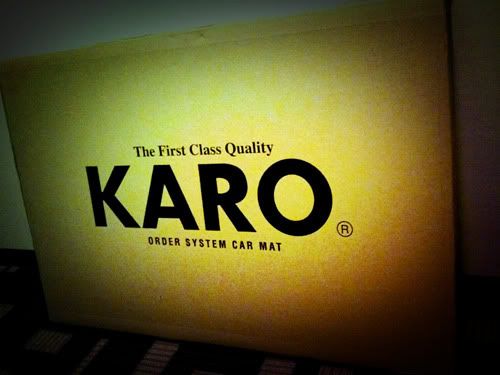 The First Class Quality
KARO®
ORDER SYSTEM CAR MAT